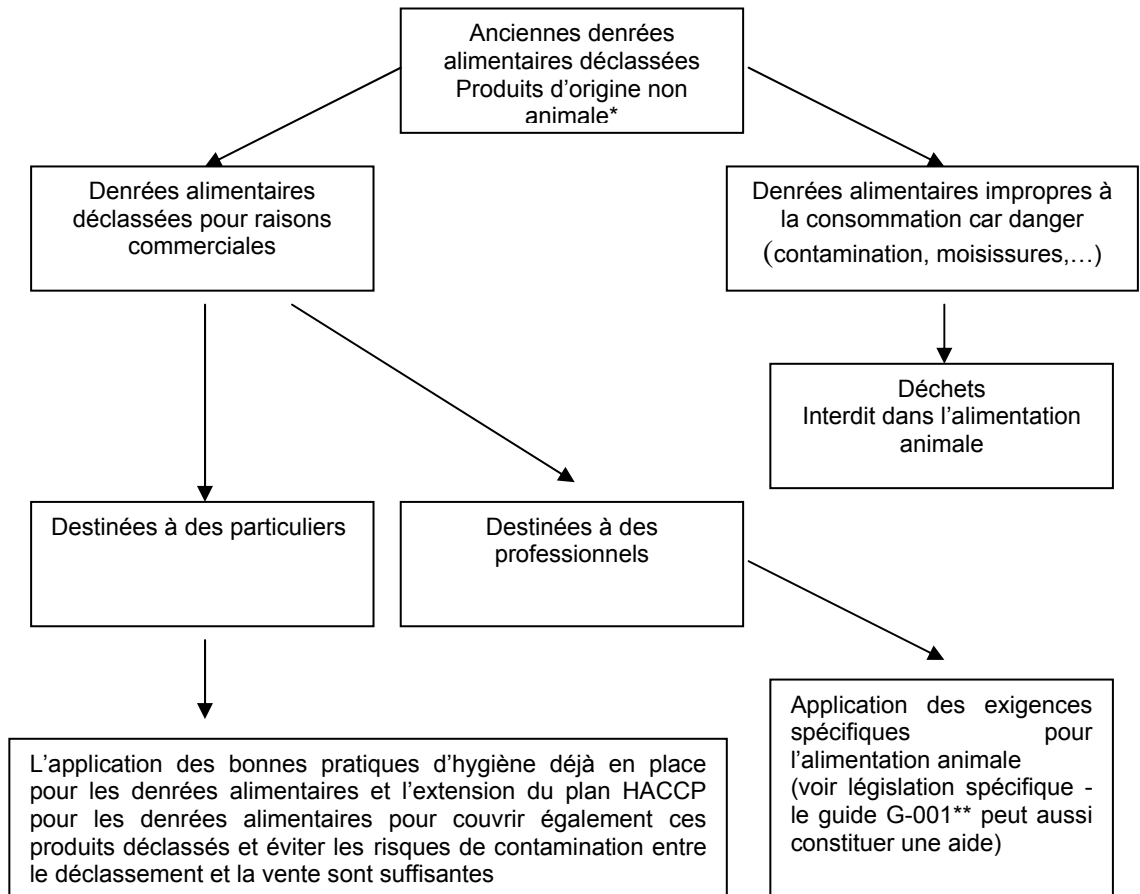 Anciennes denrées
alimentaires déclassées
Produits d'origine non
animale*
Denrées alimentaires
déclassées pour raisons
commerciales
Denrées alimentaires impropres à
la consommation car danger
(contamination, moisissures,…)
Déchets
Interdit dans l'alimentation
animale
Destinées à des particuliers
Destinées à des
professionnels
L'application des bonnes pratiques d'hygiène déjà en place
pour les denrées alimentaires et l'extension du plan HACCP
pour les denrées alimentaires pour couvrir également ces
produits déclassés et éviter les risques de contamination entre
le déclassement et la vente sont suffisantes
Application des exigences
spécifiques pour
l'alimentation animale
(voir législation spécifique -
le guide G-001** peut aussi
constituer une aide)